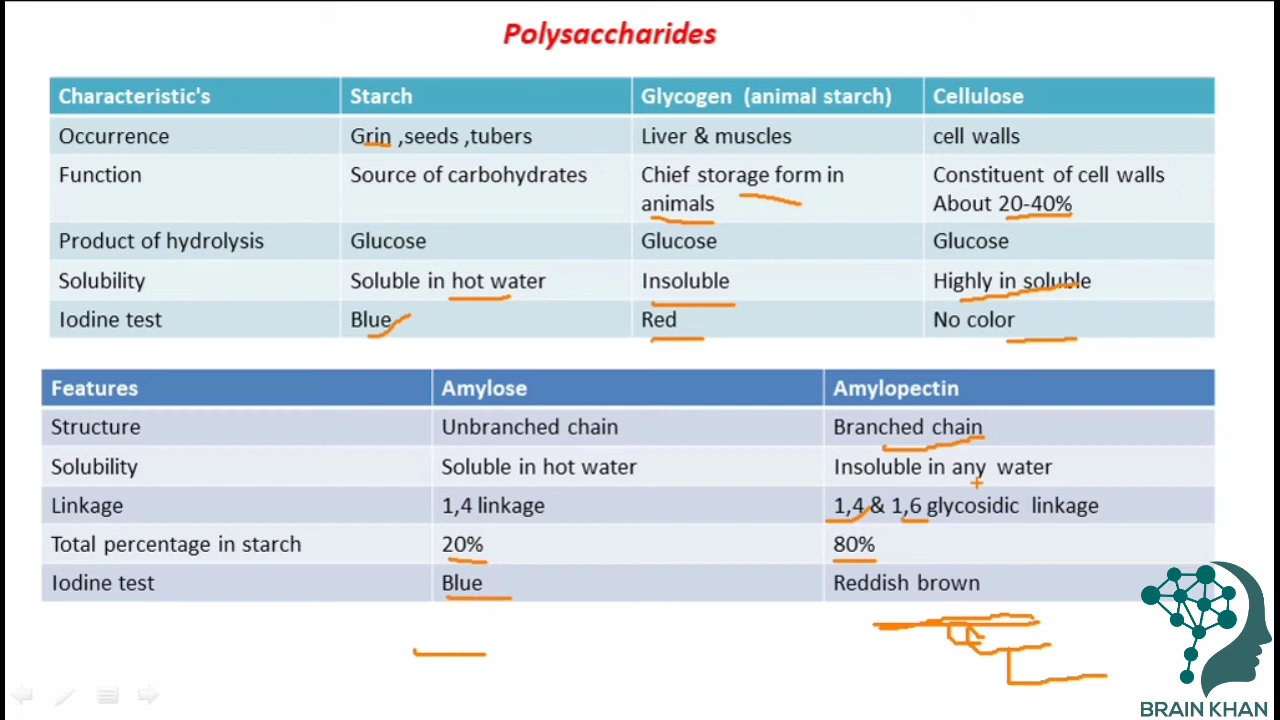 Polysaccharides
Characteristic's Starch Glycogen (animal starch) Cellulose
Occurrence Grin ,seeds ,tubers Liver & muscles cell walls
Function Source of carbohydrates Chief storage form in Constituent of cell walls
animals About 20-40%
Product of hydrolysis Glucose Glucose Glucose
Solubility Soluble in hot water Insoluble Highly in soluble
Iodine test Blue Red No color
Features Amylose Amylopectin
Structure Unbranched chain Branched chain
Solubility Soluble in hot water Insoluble in any water
Linkage 1,4 linkage 1,4 & 1,6 glycosidic linkage
Total percentage in starch 20% 80%
Iodine test Blue Reddish brown
BRAIN KHAN